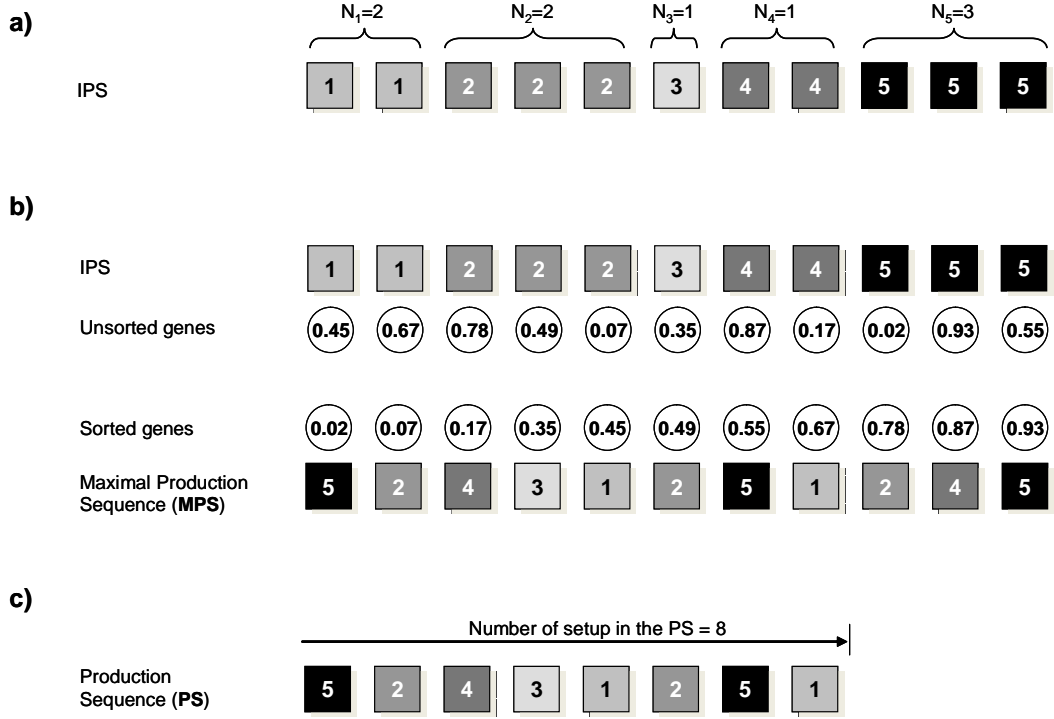 a)
N1=2 N2=2 N3=1 N4=1 N5=3
IPS 1 1 2 2 2 3 4 4 5 5 5
b)
IPS 1 1 2 2 2 3 4 4 5 5 5
Unsorted genes 0.45 0.67 0.78 0.49 0.07 0.35 0.87 0.17 0.02 0.93 0.55
Sorted genes 0.02 0.07 0.17 0.35 0.45 0.49 0.55 0.67 0.78 0.87 0.93
Maximal Production
Sequence (MPS)
5 2 4 3 1 2 5 1 2 4 5
c)
Number of setup in the PS = 8
Production
Sequence (PS)
5 2 4 3 1 2 5 1